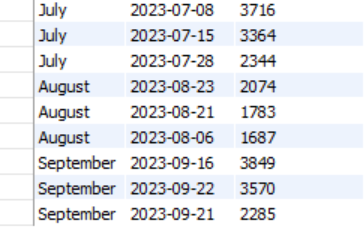 July 2023-07-08 3716
July 2023-07-15 3364
July 2023-07-28 2344
August 2023-08-23 2074
August 2023-08-21 1783
August 2023-08-06 1687
September 2023-09-16 3849
September 2023-09-22 3570
September 2023-09-21 2285